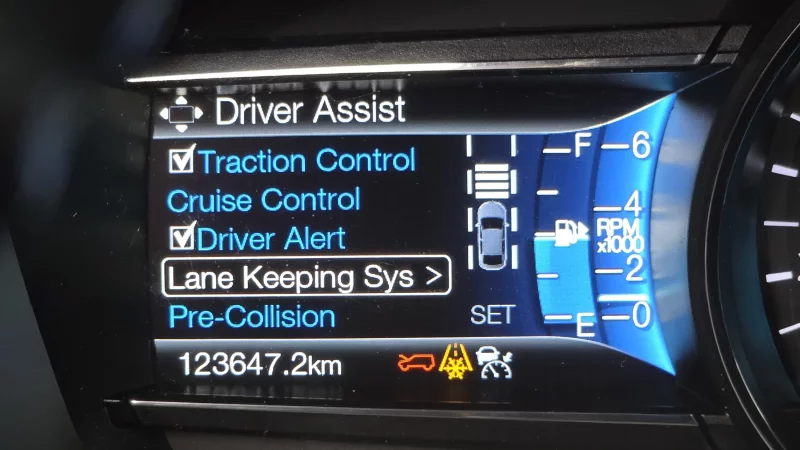 Driver Assist
Traction Control
Cruise Control
Driver Alert
Lane Keeping Sys >
Pre-Collision
SET
123647.2km
F
E
6
4
RPM
x1000
2
0